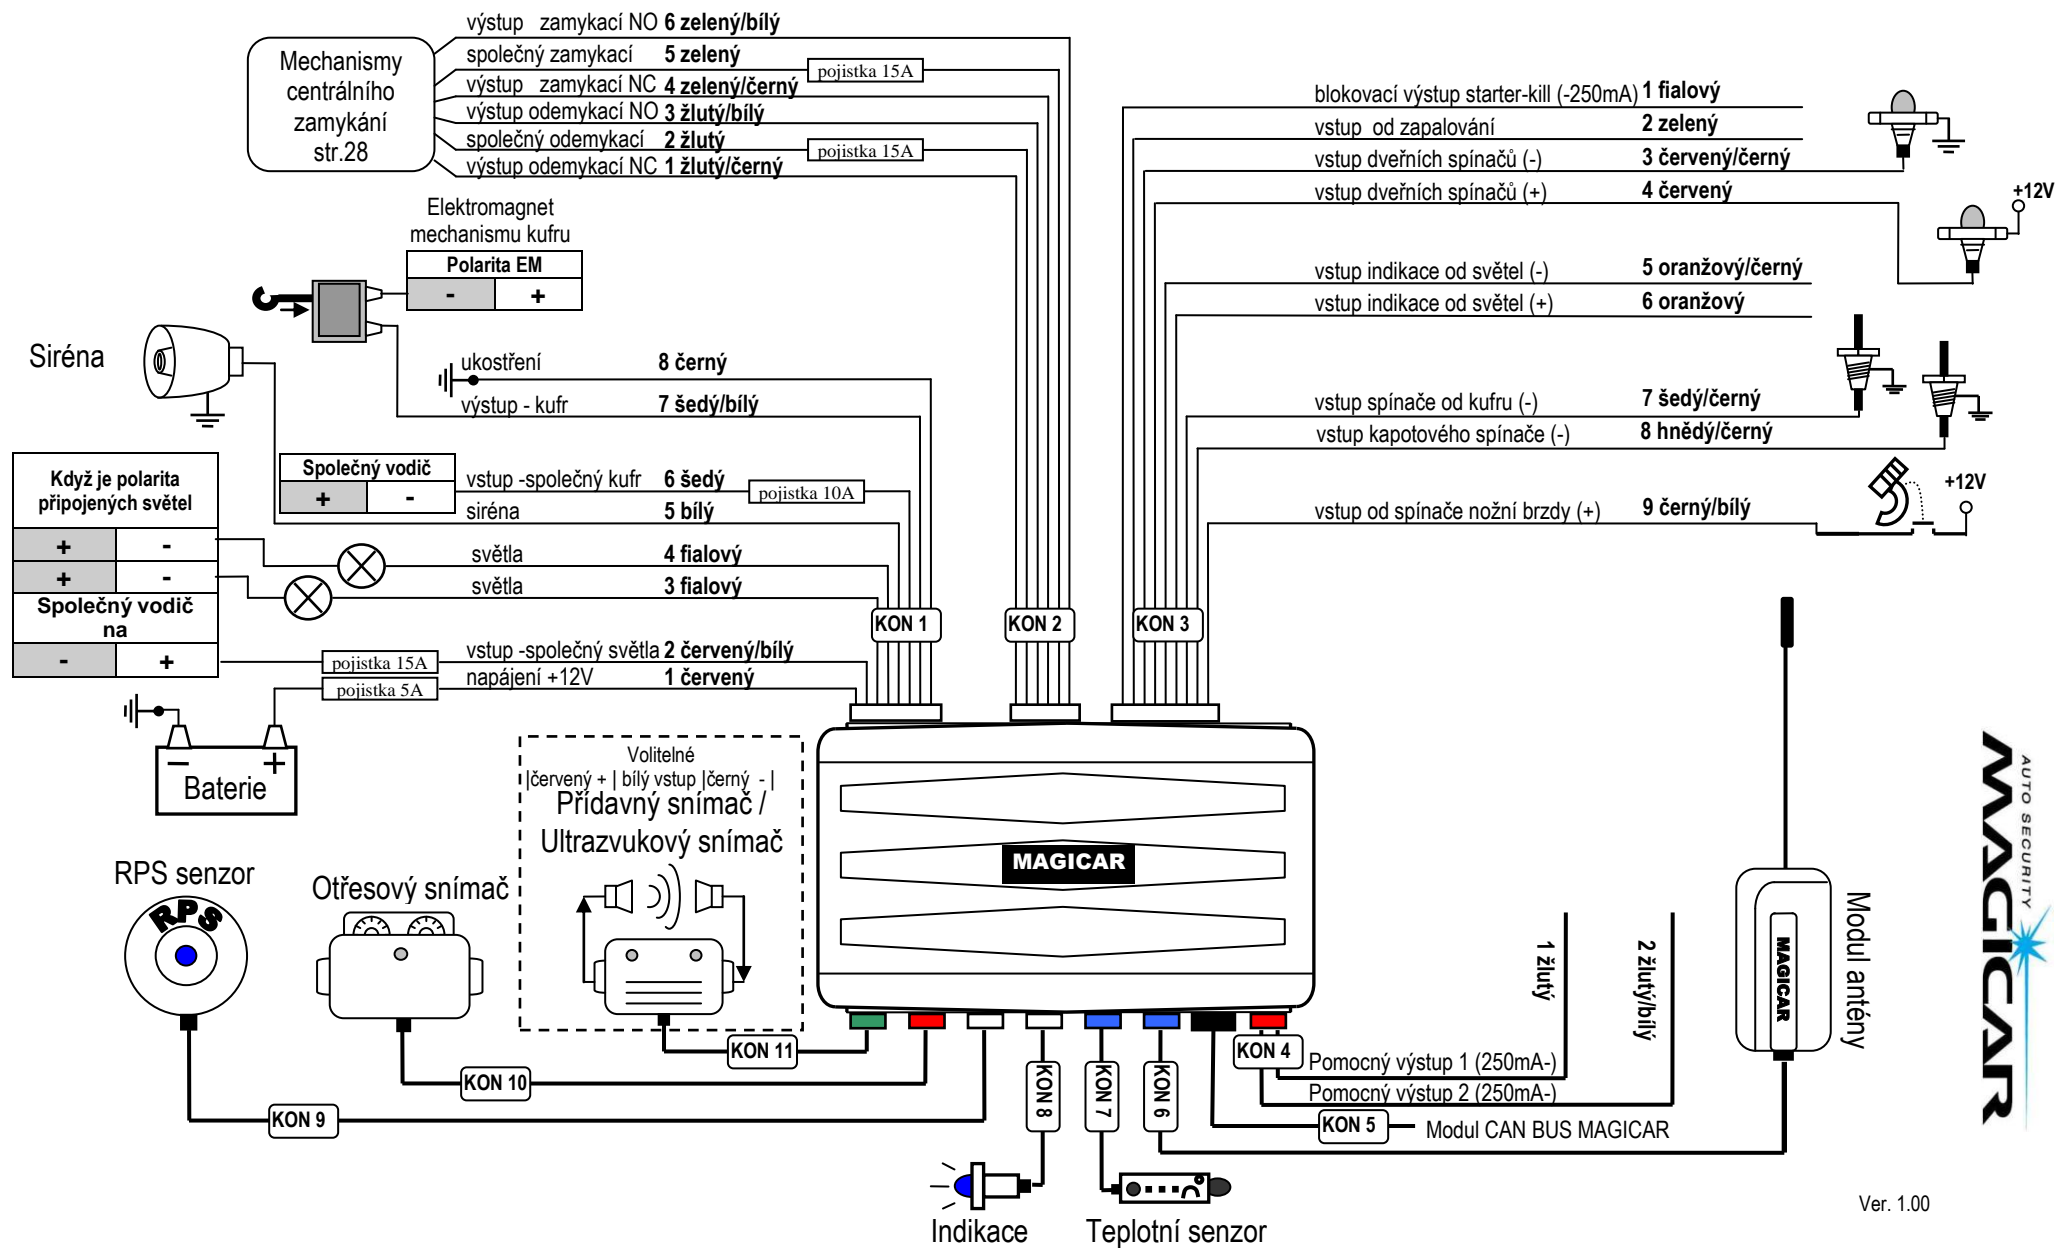 výstup   zamykací NO 6 zelený/bílý
společný zamykací 5 zelený
pojistka 15A
výstup   zamykací NC 4 zelený/černý
výstup odemykací NO 3 žlutý/bílý
společný odemykací 2 žlutý
pojistka 15A
výstup odemykací NC 1 žlutý/černý
Mechanismy
centrálního
zamykání
str.28
Elektromagnet
mechanismu kufru
Polarita EM
- +
Siréna
ukostření 8 černý
výstup - kufr 7 šedý/bílý
Společný vodič
+ -
vstup -společný kufr 6 šedý
pojistka 10A
siréna 5 bílý
světla 4 fialový
světla 3 fialový
Když je polarita
připojených světel
+ -
+ -
Společný vodič
na
- +
pojistka 15A
vstup -společný světla 2 červený/bílý
pojistka 5A
napájení +12V 1 červený
KON 1
KON 2
KON 3
blokovací výstup starter-kill (-250mA) 1 fialový
vstup  od zapalování 2 zelený
vstup dveřních spínačů (-) 3 červený/černý
vstup dveřních spínačů (+) 4 červený
+12V
vstup indikace od světel (-) 5 oranžový/černý
vstup indikace od světel (+) 6 oranžový
vstup spínače od kufru (-) 7 šedý/černý
vstup kapotového spínače (-) 8 hnědý/černý
vstup od spínače nožní brzdy (+) 9 černý/bílý
+12V
− +
Baterie
Volitelné
|červený + | bílý vstup |černý  - |
Přídavný snímač /
Ultrazvukový snímač
MAGICAR
RPS senzor
RPS
Otřesový snímač
KON 11
KON 10
KON 9
KON 8
KON 7
KON 6
KON 4
KON 5
Pomocný výstup 1 (250mA-)
Pomocný výstup 2 (250mA-)
Modul CAN BUS MAGICAR
1 žlutý
2 žlutý/bílý
MAGICAR
Modul antény
AUTO SECURITY
MAGICAR
Indikace
Teplotní senzor
Ver. 1.00